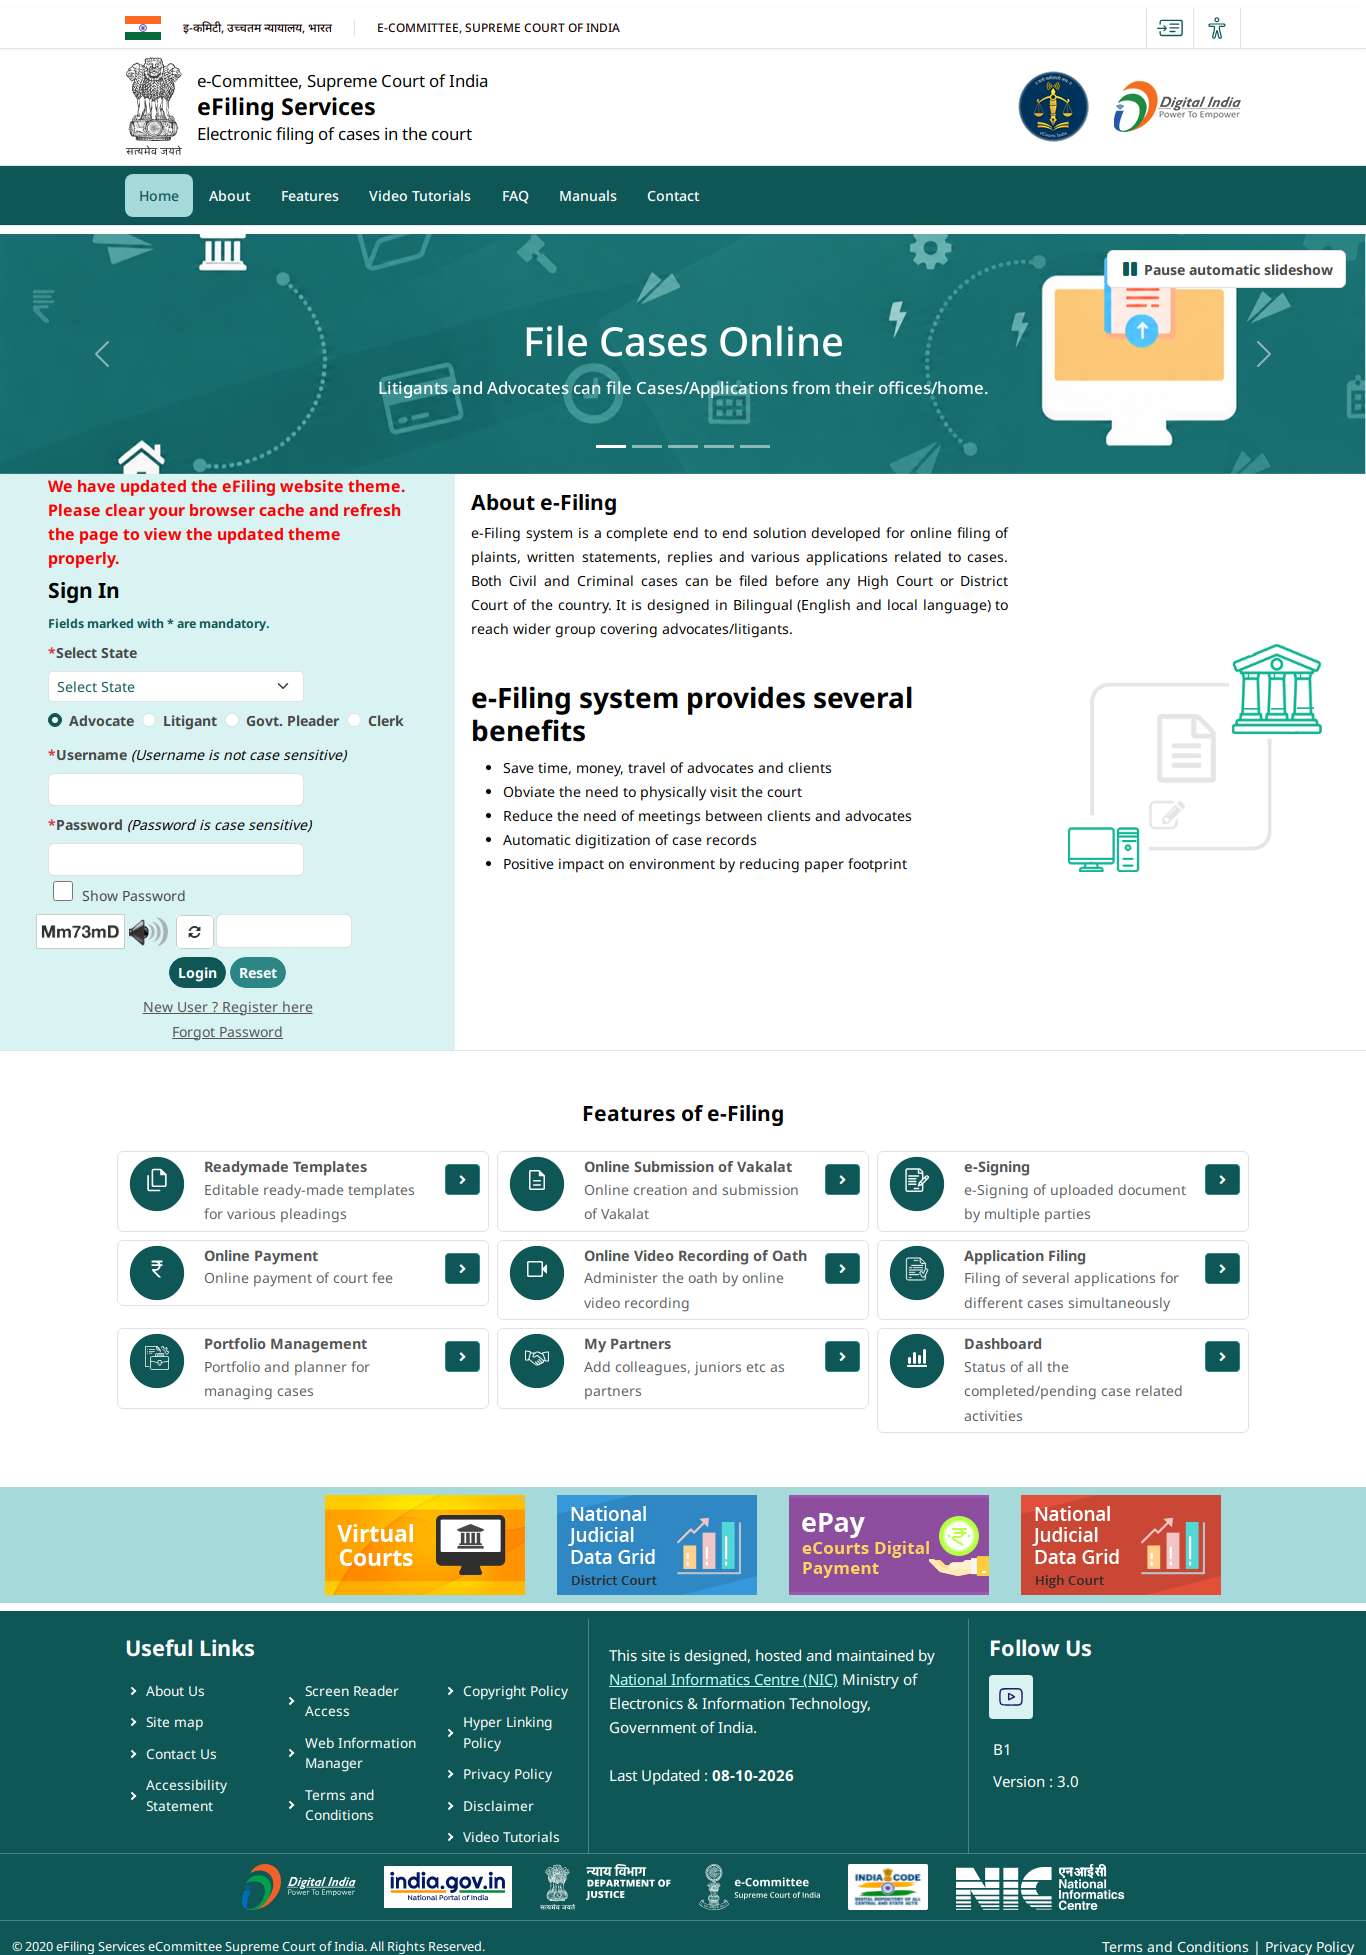 इ-कमिटी, उच्चतम न्यायालय, भारत
E-COMMITTEE, SUPREME COURT OF INDIA
सत्यमेव जयते
e-Committee, Supreme Court of India
eFiling Services
Electronic filing of cases in the court
Digital India
Power To Empower
Home
About
Features
Video Tutorials
FAQ
Manuals
Contact
Pause automatic slideshow
File Cases Online
Litigants and Advocates can file Cases/Applications from their offices/home.
We have updated the eFiling website theme.
Please clear your browser cache and refresh
the page to view the updated theme
properly.
Sign In
Fields marked with * are mandatory.
*Select State
Select State
Advocate
Litigant
Govt. Pleader
Clerk
*Username (Username is not case sensitive)
*Password (Password is case sensitive)
Show Password
Mm73mD
Login
Reset
New User ? Register here
Forgot Password
About e-Filing
e-Filing system is a complete end to end solution developed for online filing of
plaints, written statements, replies and various applications related to cases.
Both Civil and Criminal cases can be filed before any High Court or District
Court of the country. It is designed in Bilingual (English and local language) to
reach wider group covering advocates/litigants.
e-Filing system provides several
benefits
Save time, money, travel of advocates and clients
Obviate the need to physically visit the court
Reduce the need of meetings between clients and advocates
Automatic digitization of case records
Positive impact on environment by reducing paper footprint
Features of e-Filing
Readymade Templates
Editable ready-made templates
for various pleadings
Online Submission of Vakalat
Online creation and submission
of Vakalat
e-Signing
e-Signing of uploaded document
by multiple parties
Online Payment
Online payment of court fee
Online Video Recording of Oath
Administer the oath by online
video recording
Application Filing
Filing of several applications for
different cases simultaneously
Portfolio Management
Portfolio and planner for
managing cases
My Partners
Add colleagues, juniors etc as
partners
Dashboard
Status of all the
completed/pending case related
activities
Virtual
Courts
National
Judicial
Data Grid
District Court
ePay
eCourts Digital
Payment
National
Judicial
Data Grid
High Court
Useful Links
About Us
Site map
Contact Us
Accessibility
Statement
Screen Reader
Access
Web Information
Manager
Terms and
Conditions
Copyright Policy
Hyper Linking
Policy
Privacy Policy
Disclaimer
Video Tutorials
This site is designed, hosted and maintained by
National Informatics Centre (NIC) Ministry of
Electronics & Information Technology,
Government of India.
Last Updated : 08-10-2026
Follow Us
B1
Version : 3.0
Digital India
Power To Empower
india.gov.in
National Portal of India
सत्यमेव जयते
न्याय विभाग
DEPARTMENT OF
JUSTICE
e-Committee
Supreme Court of India
INDIA CODE
DIGITAL REPOSITORY OF ALL
CENTRAL AND STATE ACTS
NIC
एनआईसी
National
Informatics
Centre
© 2020 eFiling Services eCommittee Supreme Court of India. All Rights Reserved.
Terms and Conditions | Privacy Policy